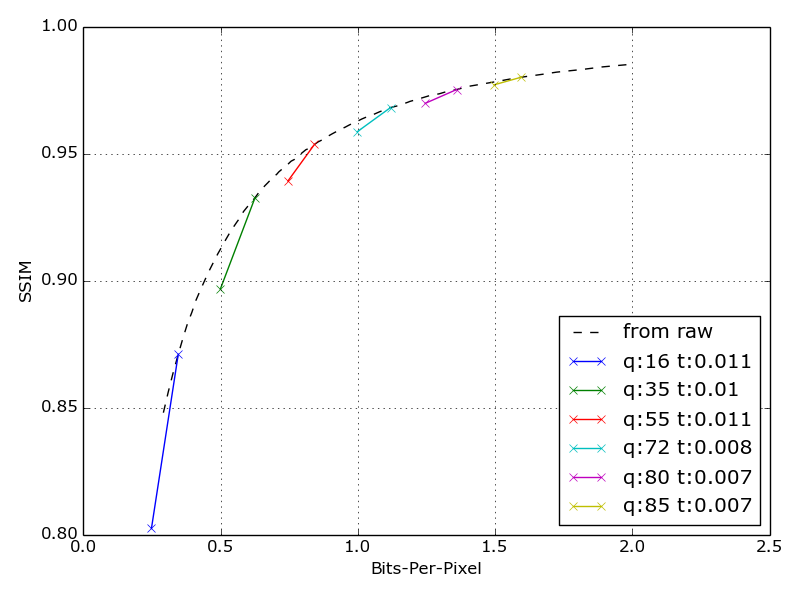 1.00
0.95
0.90
0.85
0.80
SSIM
0.0 0.5 1.0 1.5 2.0 2.5
Bits-Per-Pixel
from raw
q:16 t:0.011
q:35 t:0.01
q:55 t:0.011
q:72 t:0.008
q:80 t:0.007
q:85 t:0.007